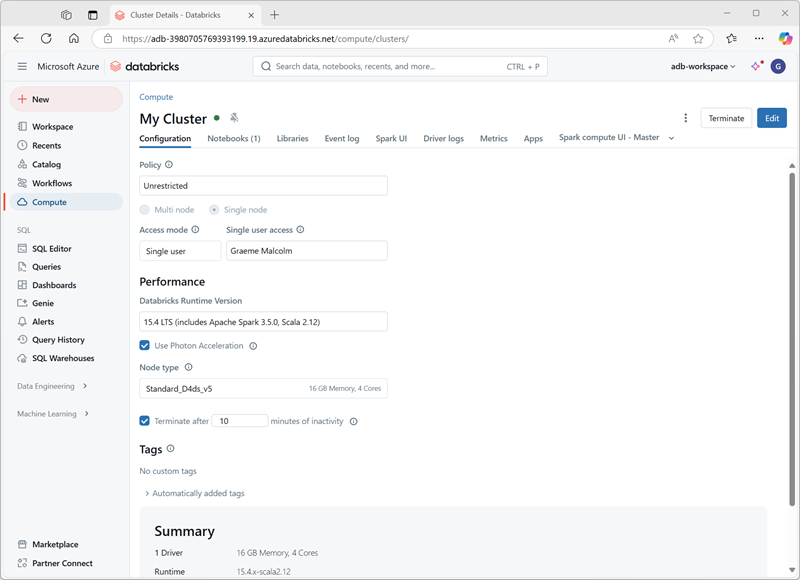 Cluster Details - Databricks
https://adb-3980705769393199.19.azuredatabricks.net/compute/clusters/
Microsoft Azure databricks
Search data, notebooks, recents, and more... CTRL + P
adb-workspace
G
New
Workspace
Recents
Catalog
Workflows
Compute
SQL
SQL Editor
Queries
Dashboards
Genie
Alerts
Query History
SQL Warehouses
Data Engineering
Machine Learning
Marketplace
Partner Connect
Compute
My Cluster
Terminate Edit
Configuration Notebooks (1) Libraries Event log Spark UI Driver logs Metrics Apps Spark compute UI - Master
Policy
Unrestricted
Multi node Single node
Access mode Single user access
Single user Graeme Malcolm
Performance
Databricks Runtime Version
15.4 LTS (includes Apache Spark 3.5.0, Scala 2.12)
Use Photon Acceleration
Node type
Standard_D4ds_v5 16 GB Memory, 4 Cores
Terminate after 10 minutes of inactivity
Tags
No custom tags
Automatically added tags
Summary
1 Driver 16 GB Memory, 4 Cores
Runtime 15.4.x-scala2.12